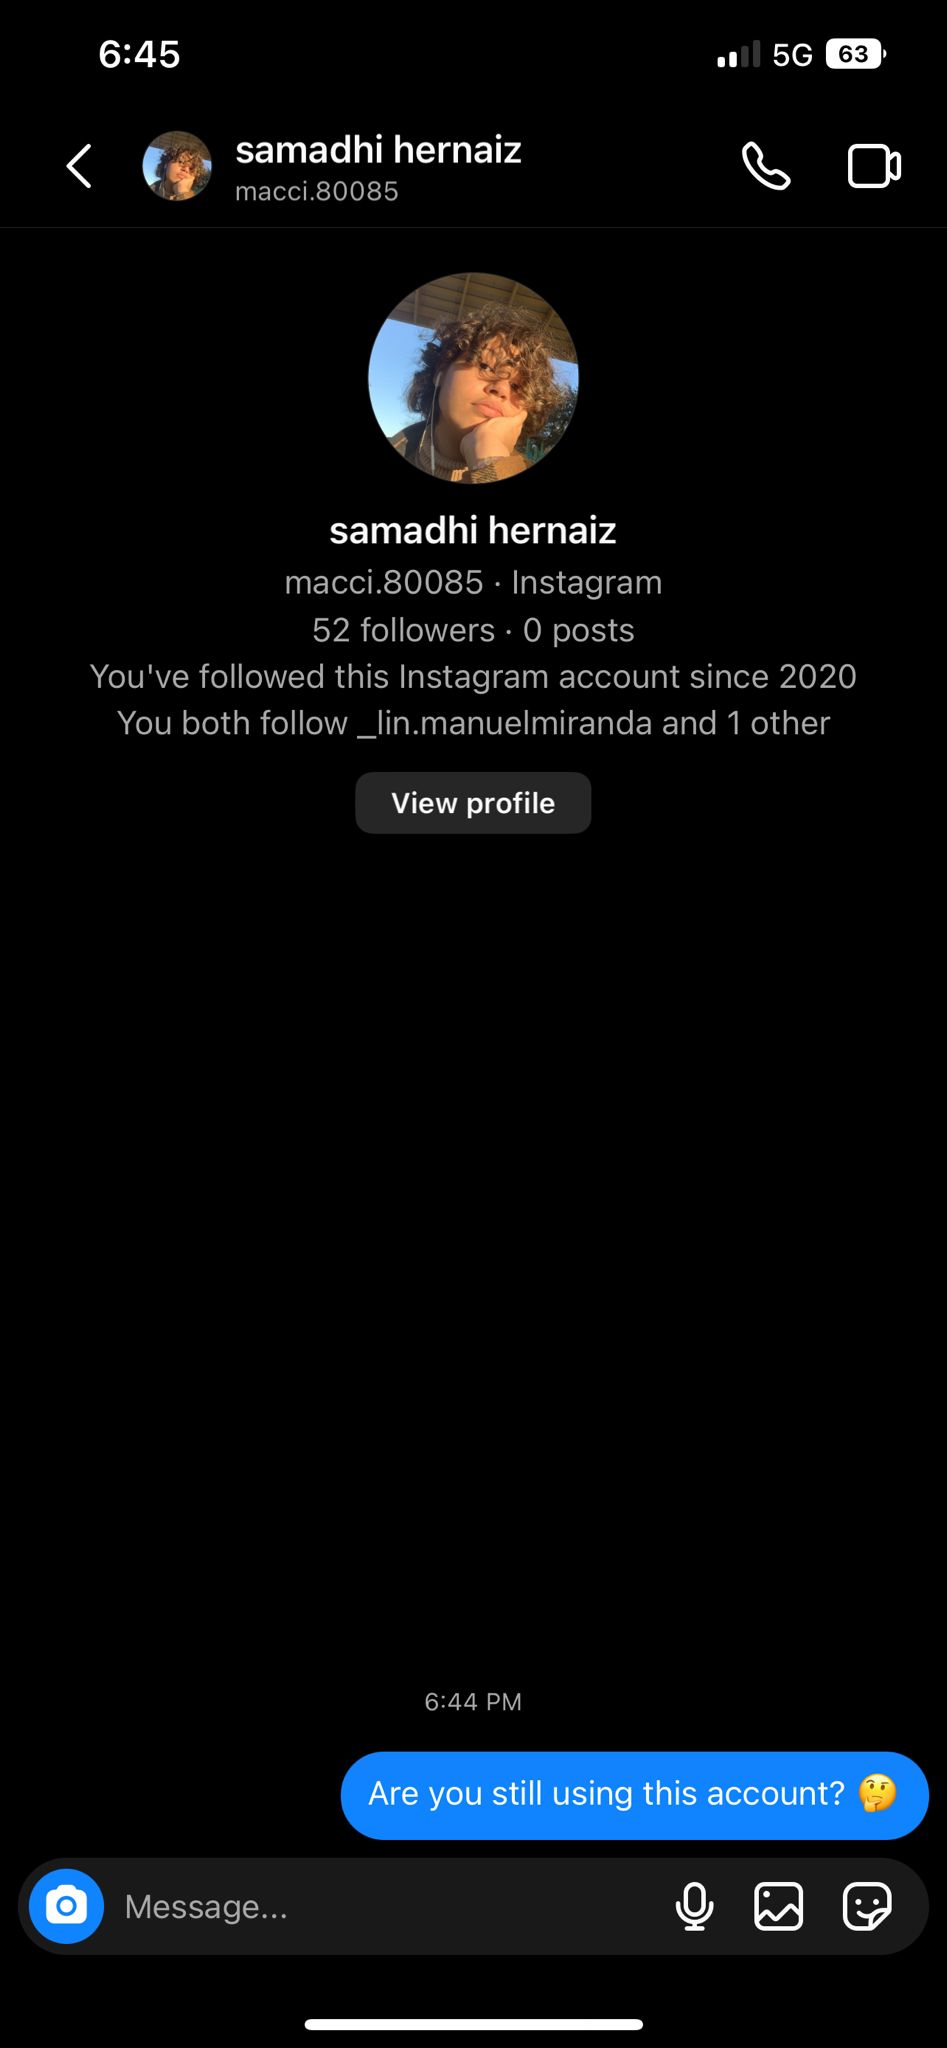 6:45
5G 63
samadhi hernaiz
macci.80085
samadhi hernaiz
macci.80085 · Instagram
52 followers · 0 posts
You've followed this Instagram account since 2020
You both follow _lin.manuelmiranda and 1 other
View profile
6:44 PM
Are you still using this account? 🤔
Message...